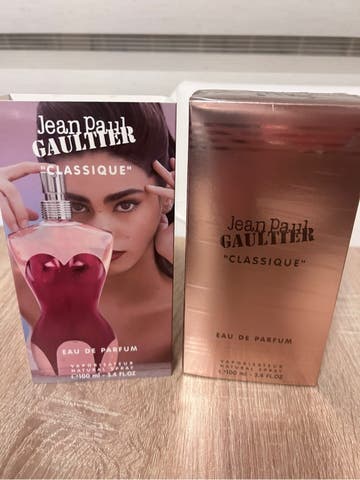 Jean Paul
GAULTIER
"CLASSIQUE"
EAU DE PARFUM
VAPORISATEUR
NATURAL SPRAY
℮100 ml - 3.4 FL.OZ
Jean Paul
GAULTIER
"CLASSIQUE"
EAU DE PARFUM
VAPORISATEUR
NATURAL SPRAY
℮100 ml - 3.4 FL.OZ